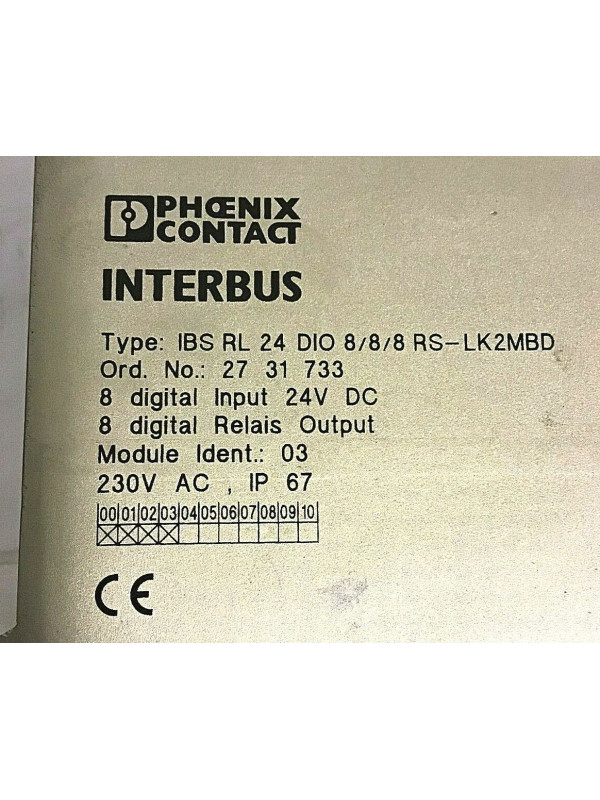 PHŒNIX
CONTACT
INTERBUS
Type: IBS RL 24 DIO 8/8/8 RS-LK2MBD
Ord. No.: 27 31 733
8 digital Input 24V DC
8 digital Relais Output
Module Ident.: 03
230V AC , IP 67
00|01|02|03|04|05|06|07|08|09|10
CE